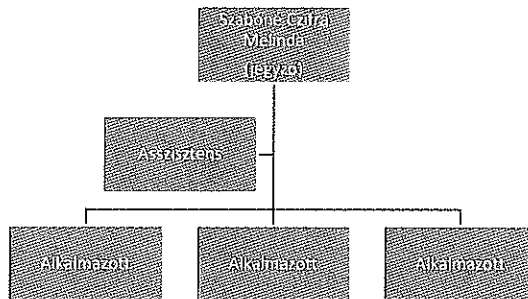 Szabóné Czifra
Melinda
(jegyző)
Asszisztens
Alkalmazott
Alkalmazott
Alkalmazott